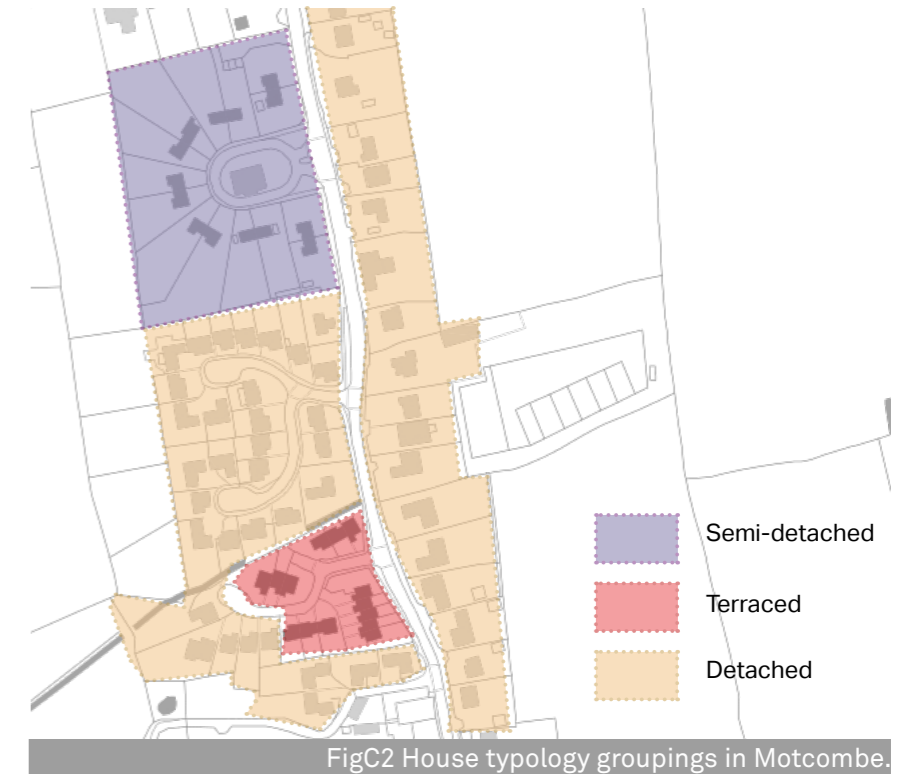 Semi-detached
Terraced
Detached
FigC2 House typology groupings in Motcombe.